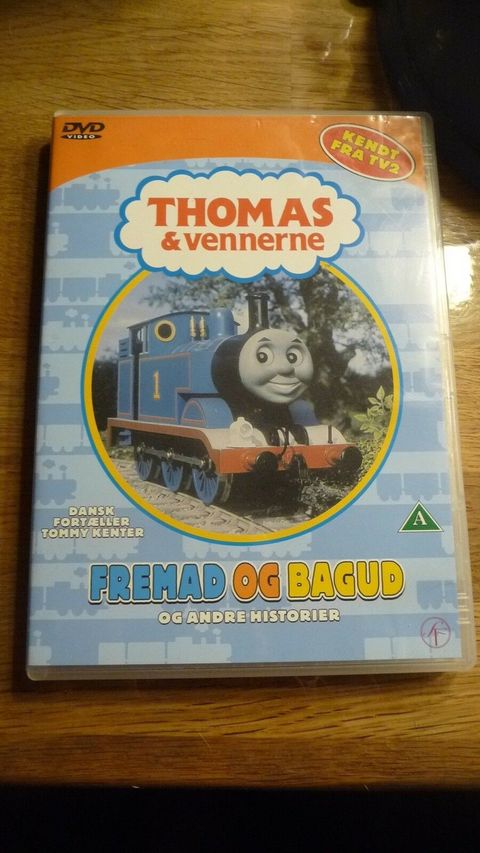 DVD
VIDEO
KENDT
FRA TV2
THOMAS
& vennerne
1
DANSK
FORTÆLLER
TOMMY KENTER
A
FREMAD OG BAGUD
OG ANDRE HISTORIER